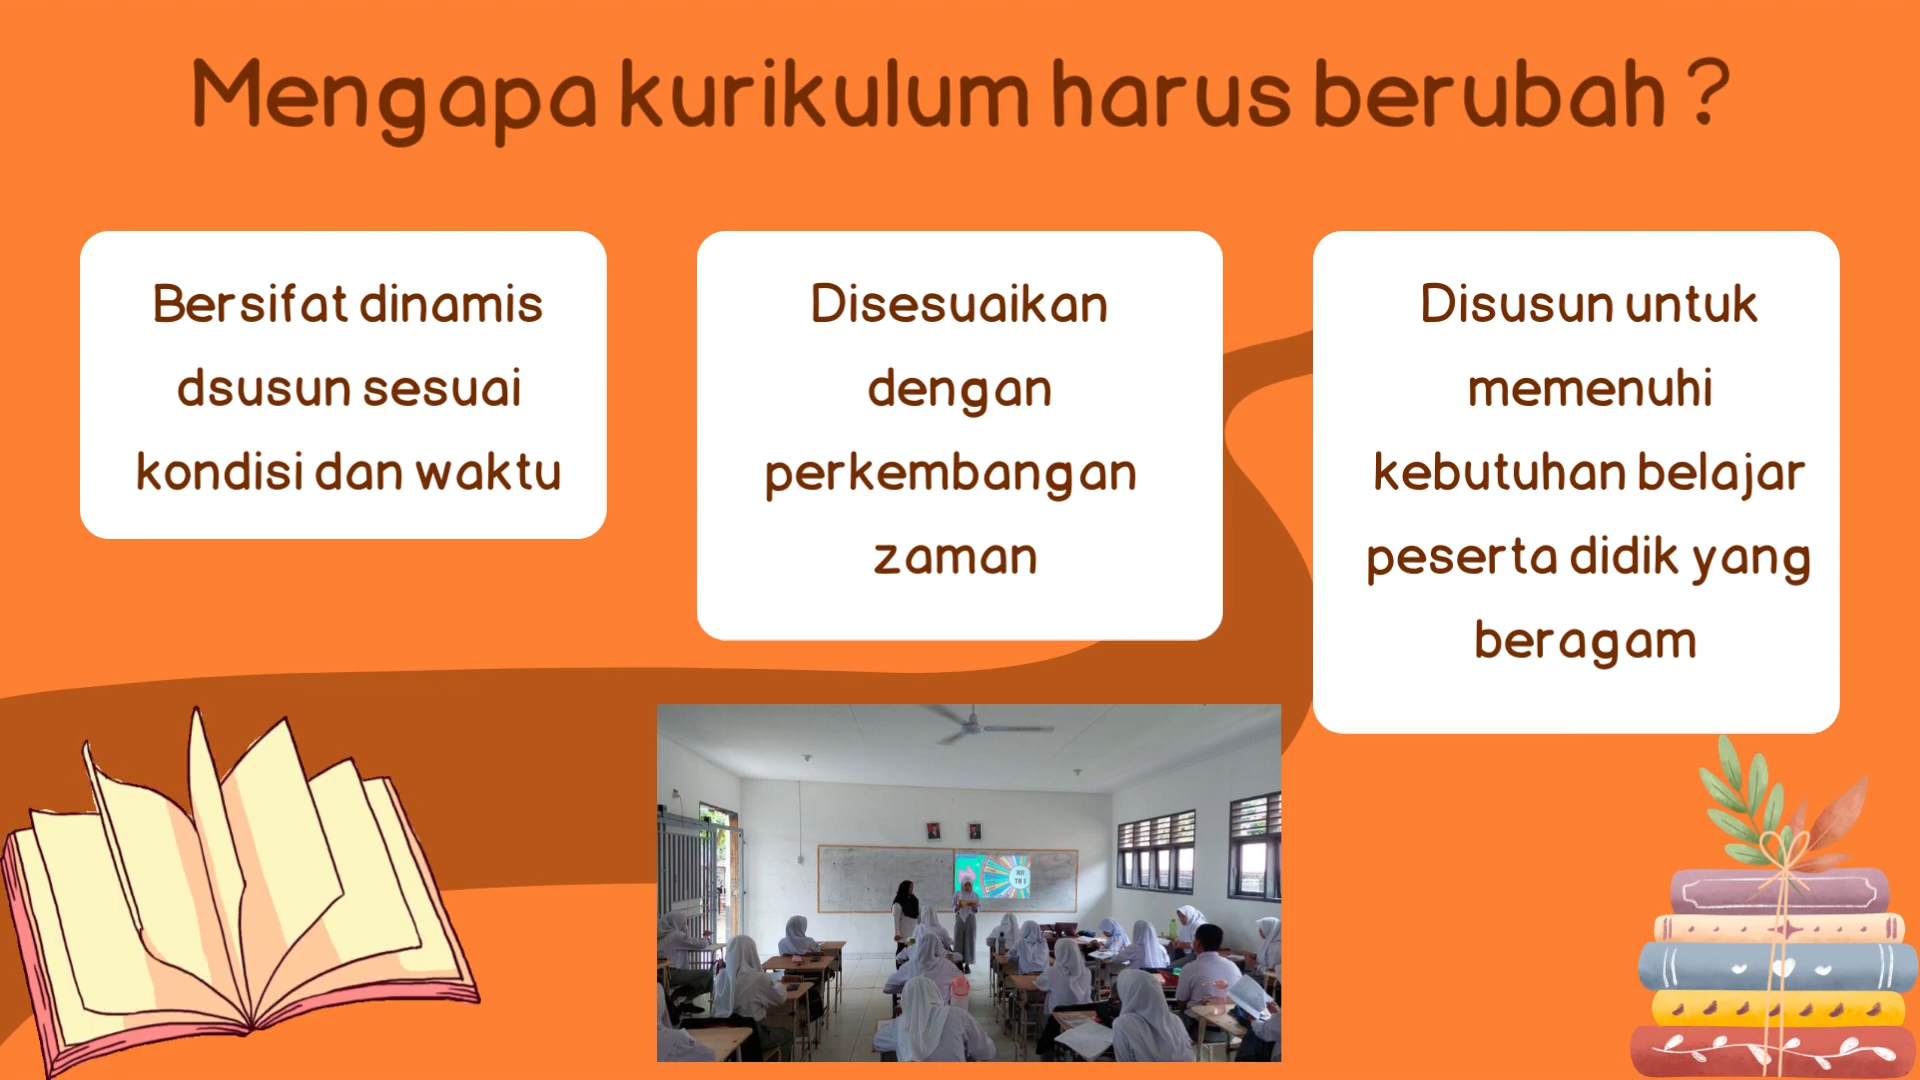 Mengapa kurikulum harus berubah ?
Bersifat dinamis
dsusun sesuai
kondisi dan waktu
Disesuaikan
dengan
perkembangan
zaman
Disusun untuk
memenuhi
kebutuhan belajar
peserta didik yang
beragam